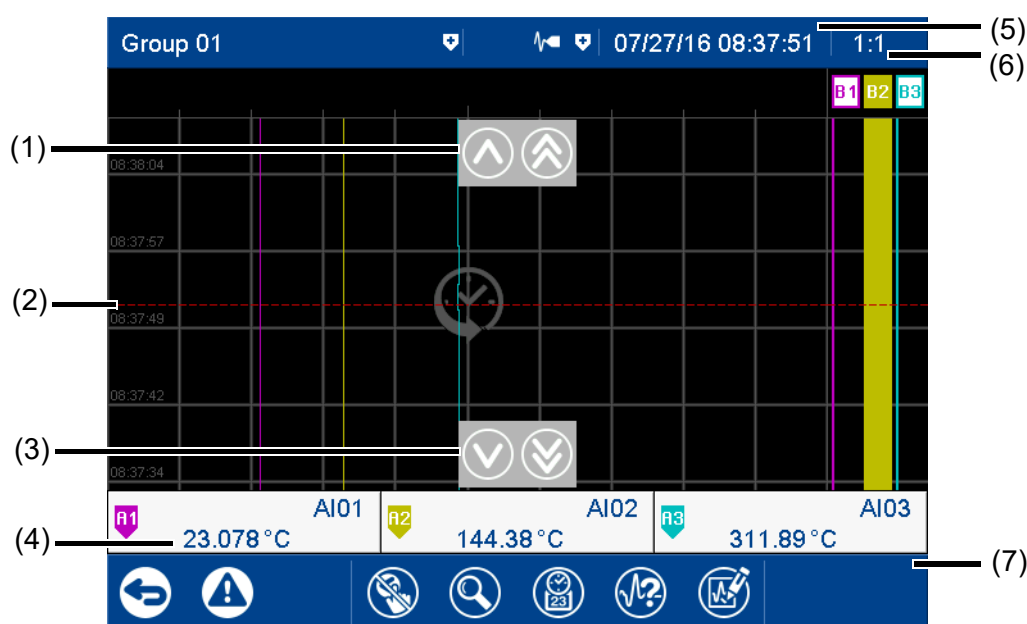 Group 01 07/27/16 08:37:51 1:1 (5)
(6)
B1 B2 B3
(1)
08:38:04
08:37:57
(2)
08:37:49
08:37:42
(3)
08:37:34
A1 AI01 A2 AI02 A3 AI03
(4) 23.078°C 144.38°C 311.89°C
(7)
23 ?